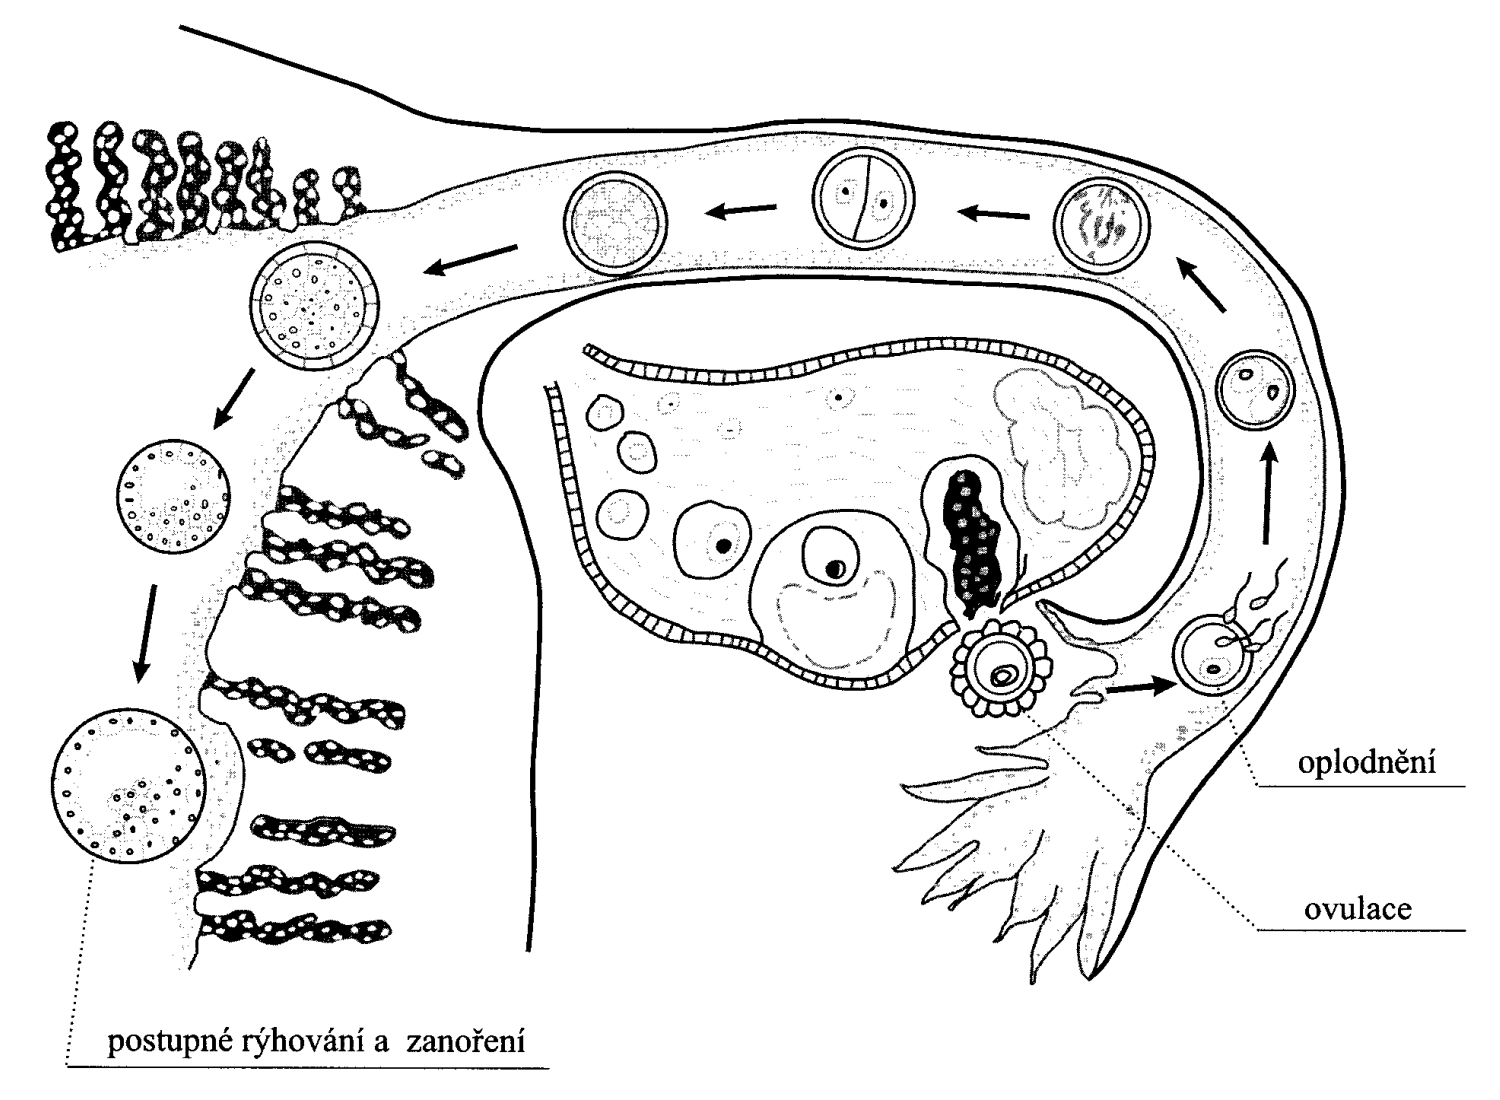 oplodnění
ovulace
postupné rýhování a zanoření